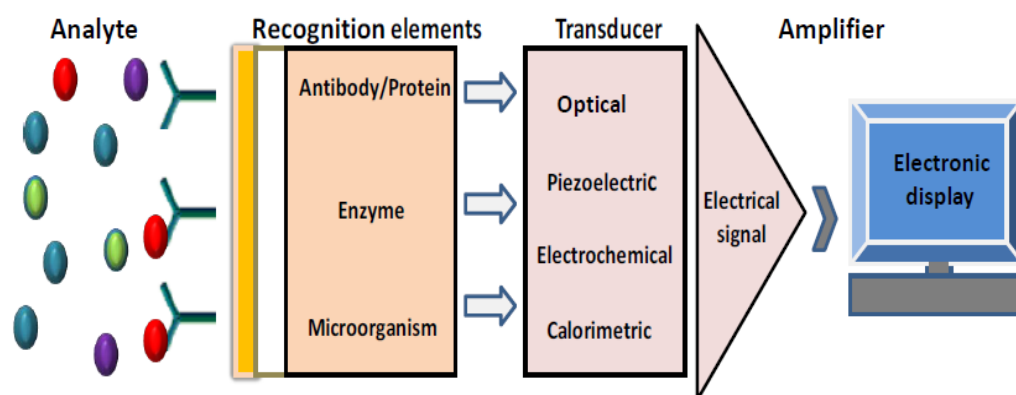 Analyte
Recognition elements
Transducer
Amplifier
Antibody/Protein
Enzyme
Microorganism
Optical
Piezoelectric
Electrochemical
Calorimetric
Electrical
signal
Electronic
display